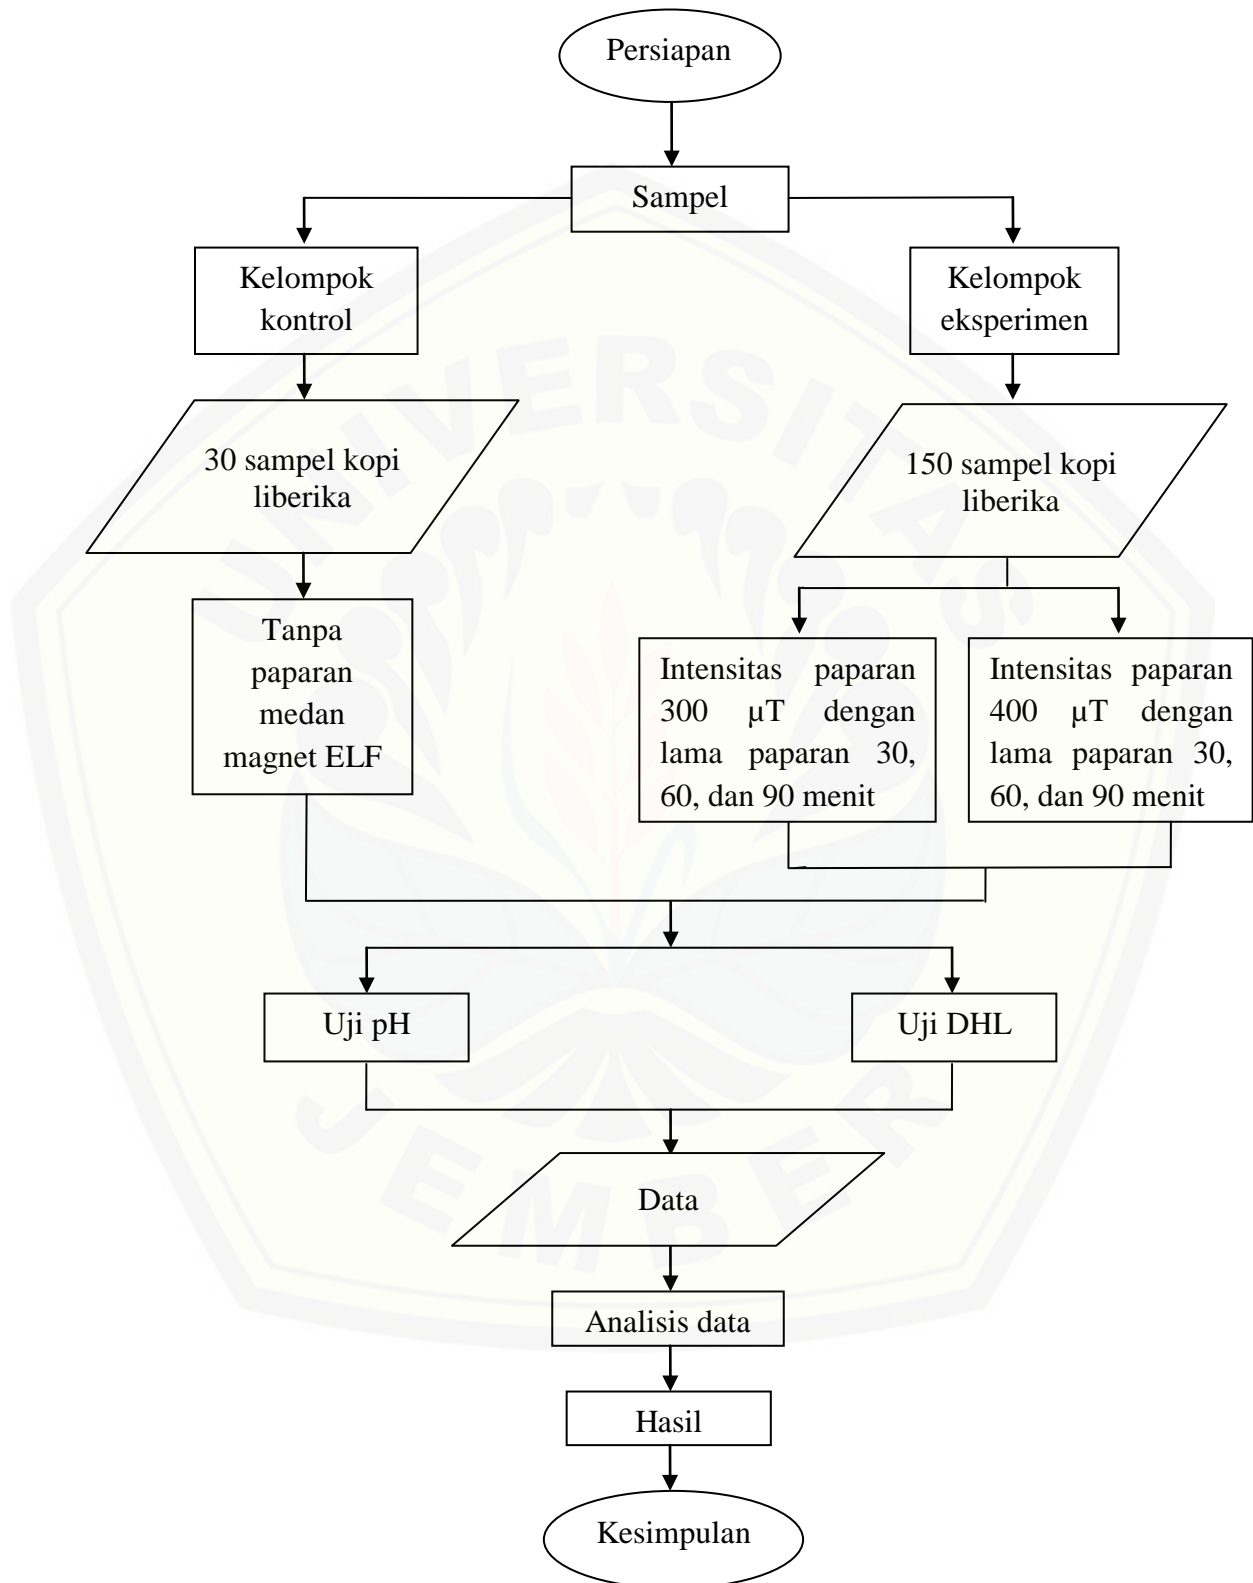 Persiapan
Sampel
Kelompok
kontrol
Kelompok
eksperimen
30 sampel kopi
liberika
150 sampel kopi
liberika
Tanpa
paparan
medan
magnet ELF
Intensitas paparan
300 µT dengan
lama paparan 30,
60, dan 90 menit
Intensitas paparan
400 µT dengan
lama paparan 30,
60, dan 90 menit
Uji pH
Uji DHL
Data
Analisis data
Hasil
Kesimpulan
UNIVERSITAS
JEMBER